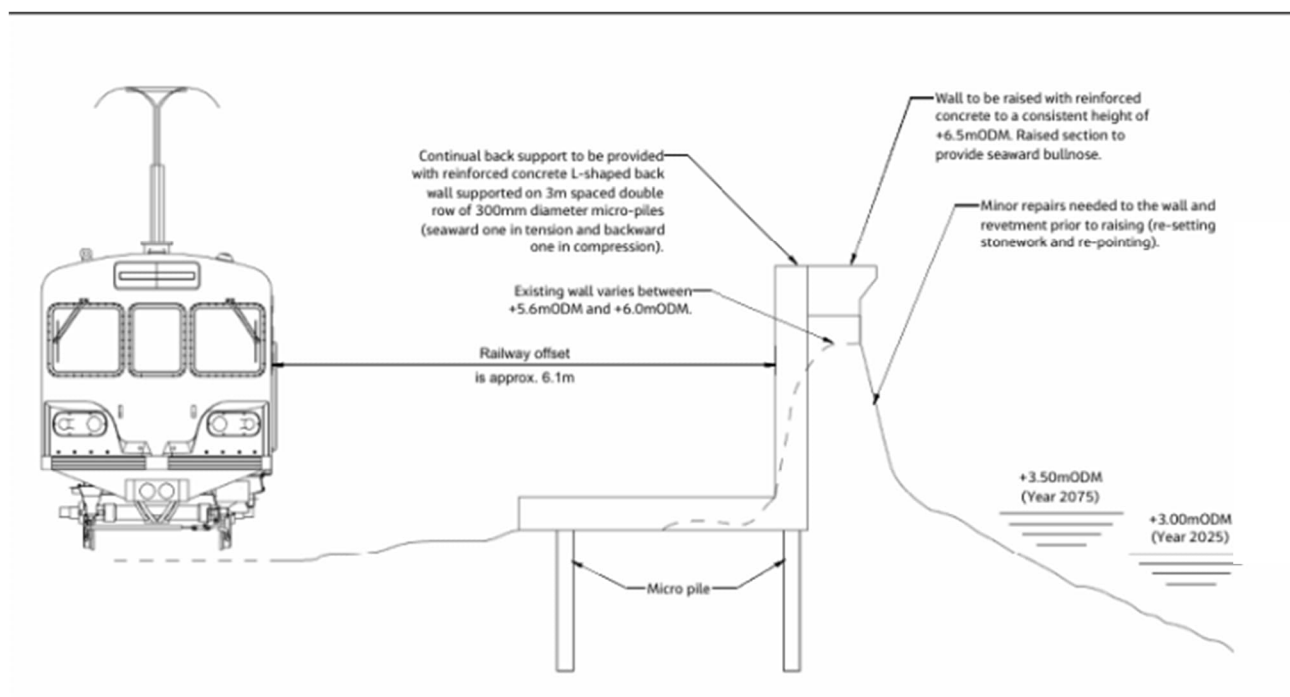 Wall to be raised with reinforced
concrete to a consistent height of
+6.5mODM. Raised section to
provide seaward bullnose.
Continual back support to be provided
with reinforced concrete L-shaped back
wall supported on 3m spaced double
row of 300mm diameter micro-piles
(seaward one in tension and backward
one in compression).
Minor repairs needed to the wall and
revetment prior to raising (re-setting
stonework and re-pointing).
Existing wall varies between
+5.6mODM and +6.0mODM.
Railway offset
is approx. 6.1m
+3.50mODM
(Year 2075)
+3.00mODM
(Year 2025)
Micro pile